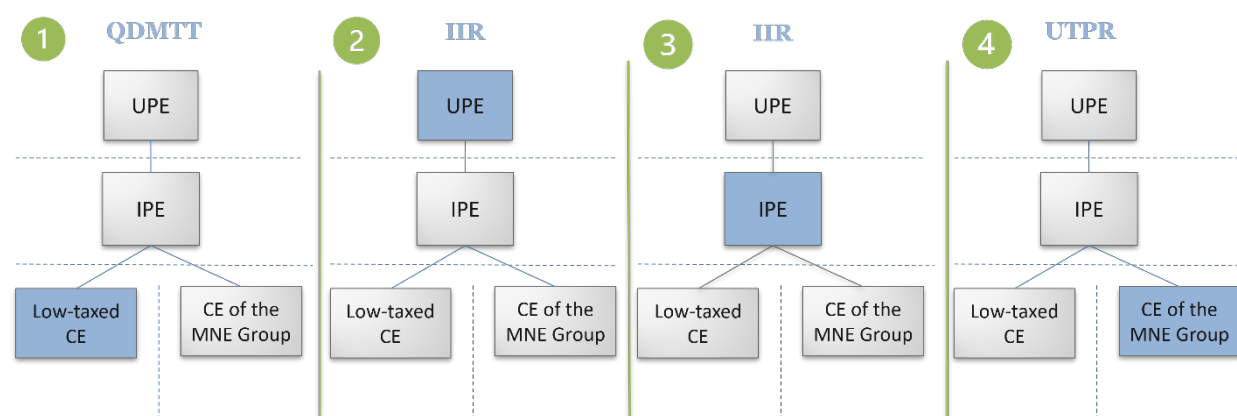 1
QDMTT
UPE
IPE
Low-taxed
CE
CE of the
MNE Group
2
IIR
UPE
IPE
Low-taxed
CE
CE of the
MNE Group
3
IIR
UPE
IPE
Low-taxed
CE
CE of the
MNE Group
4
UTPR
UPE
IPE
Low-taxed
CE
CE of the
MNE Group